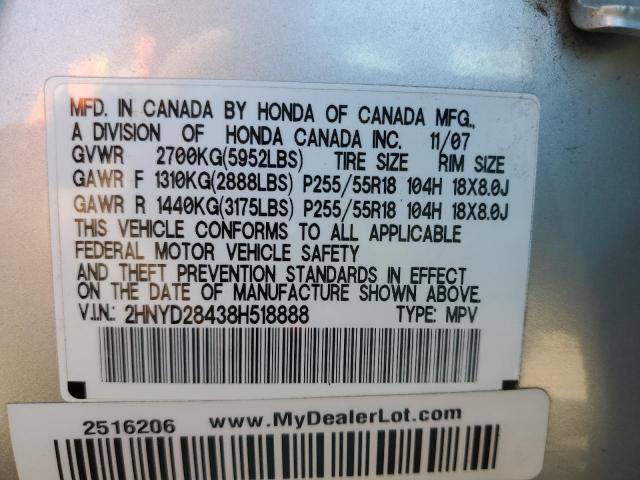 MFD. IN CANADA BY HONDA OF CANADA MFG.,
A DIVISION OF HONDA CANADA INC. 11/07
GVWR 2700KG(5952LBS) TIRE SIZE RIM SIZE
GAWR F 1310KG(2888LBS) P255/55R18 104H 18X8.0J
GAWR R 1440KG(3175LBS) P255/55R18 104H 18X8.0J
THIS VEHICLE CONFORMS TO ALL APPLICABLE
FEDERAL MOTOR VEHICLE SAFETY
AND THEFT PREVENTION STANDARDS IN EFFECT
ON THE DATE OF MANUFACTURE SHOWN ABOVE.
V.I.N.: 2HNYD28438H518888 TYPE: MPV
2516206 www.MyDealerLot.com